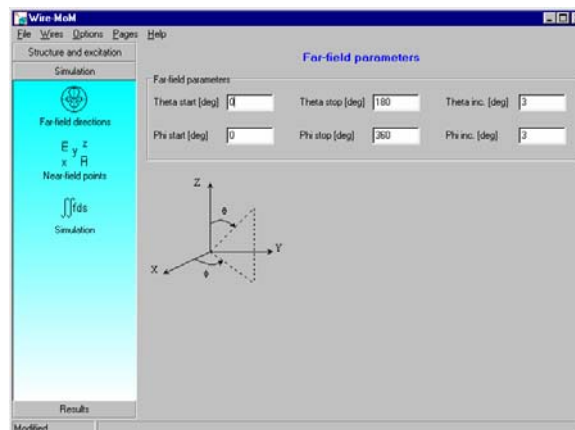 Wire-MoM
File Wires Options Pages Help
Structure and excitation
Simulation
Far-field directions
E y z
x H
Near-field points
∬fds
Simulation
Results
Modified
Far-field parameters
Far-field parameters
Theta start [deg] 0 Theta stop [deg] 180 Theta inc. [deg] 3
Phi start [deg] 0 Phi stop [deg] 360 Phi inc. [deg] 3
Z
ϕ
Y
X
ϕ